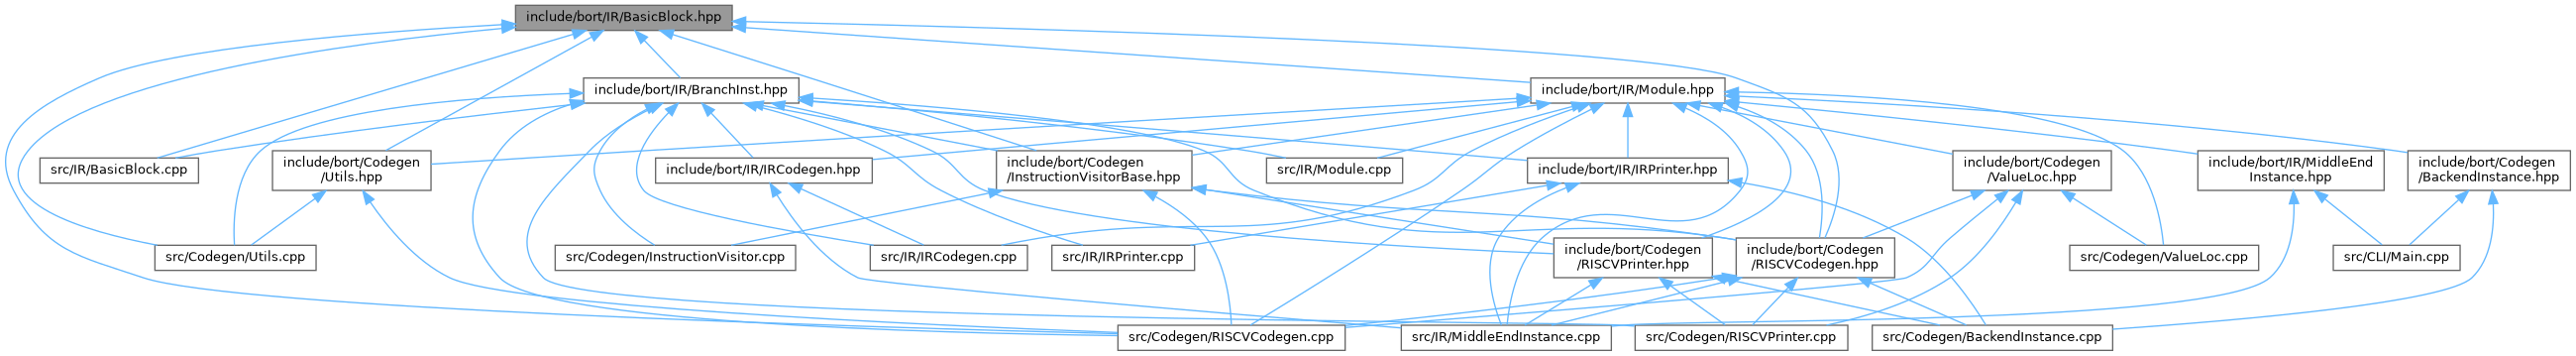 include/bort/IR/BasicBlock.hpp
include/bort/IR/BranchInst.hpp
include/bort/IR/Module.hpp
src/IR/BasicBlock.cpp
include/bort/Codegen
/Utils.hpp
include/bort/IR/IRCodegen.hpp
include/bort/Codegen
/InstructionVisitorBase.hpp
src/IR/Module.cpp
include/bort/IR/IRPrinter.hpp
include/bort/Codegen
/ValueLoc.hpp
include/bort/IR/MiddleEnd
Instance.hpp
include/bort/Codegen
/BackendInstance.hpp
src/Codegen/Utils.cpp
src/Codegen/InstructionVisitor.cpp
src/IR/IRCodegen.cpp
src/IR/IRPrinter.cpp
include/bort/Codegen
/RISCVPrinter.hpp
include/bort/Codegen
/RISCVCodegen.hpp
src/Codegen/ValueLoc.cpp
src/CLI/Main.cpp
src/Codegen/RISCVCodegen.cpp
src/IR/MiddleEndInstance.cpp
src/Codegen/RISCVPrinter.cpp
src/Codegen/BackendInstance.cpp